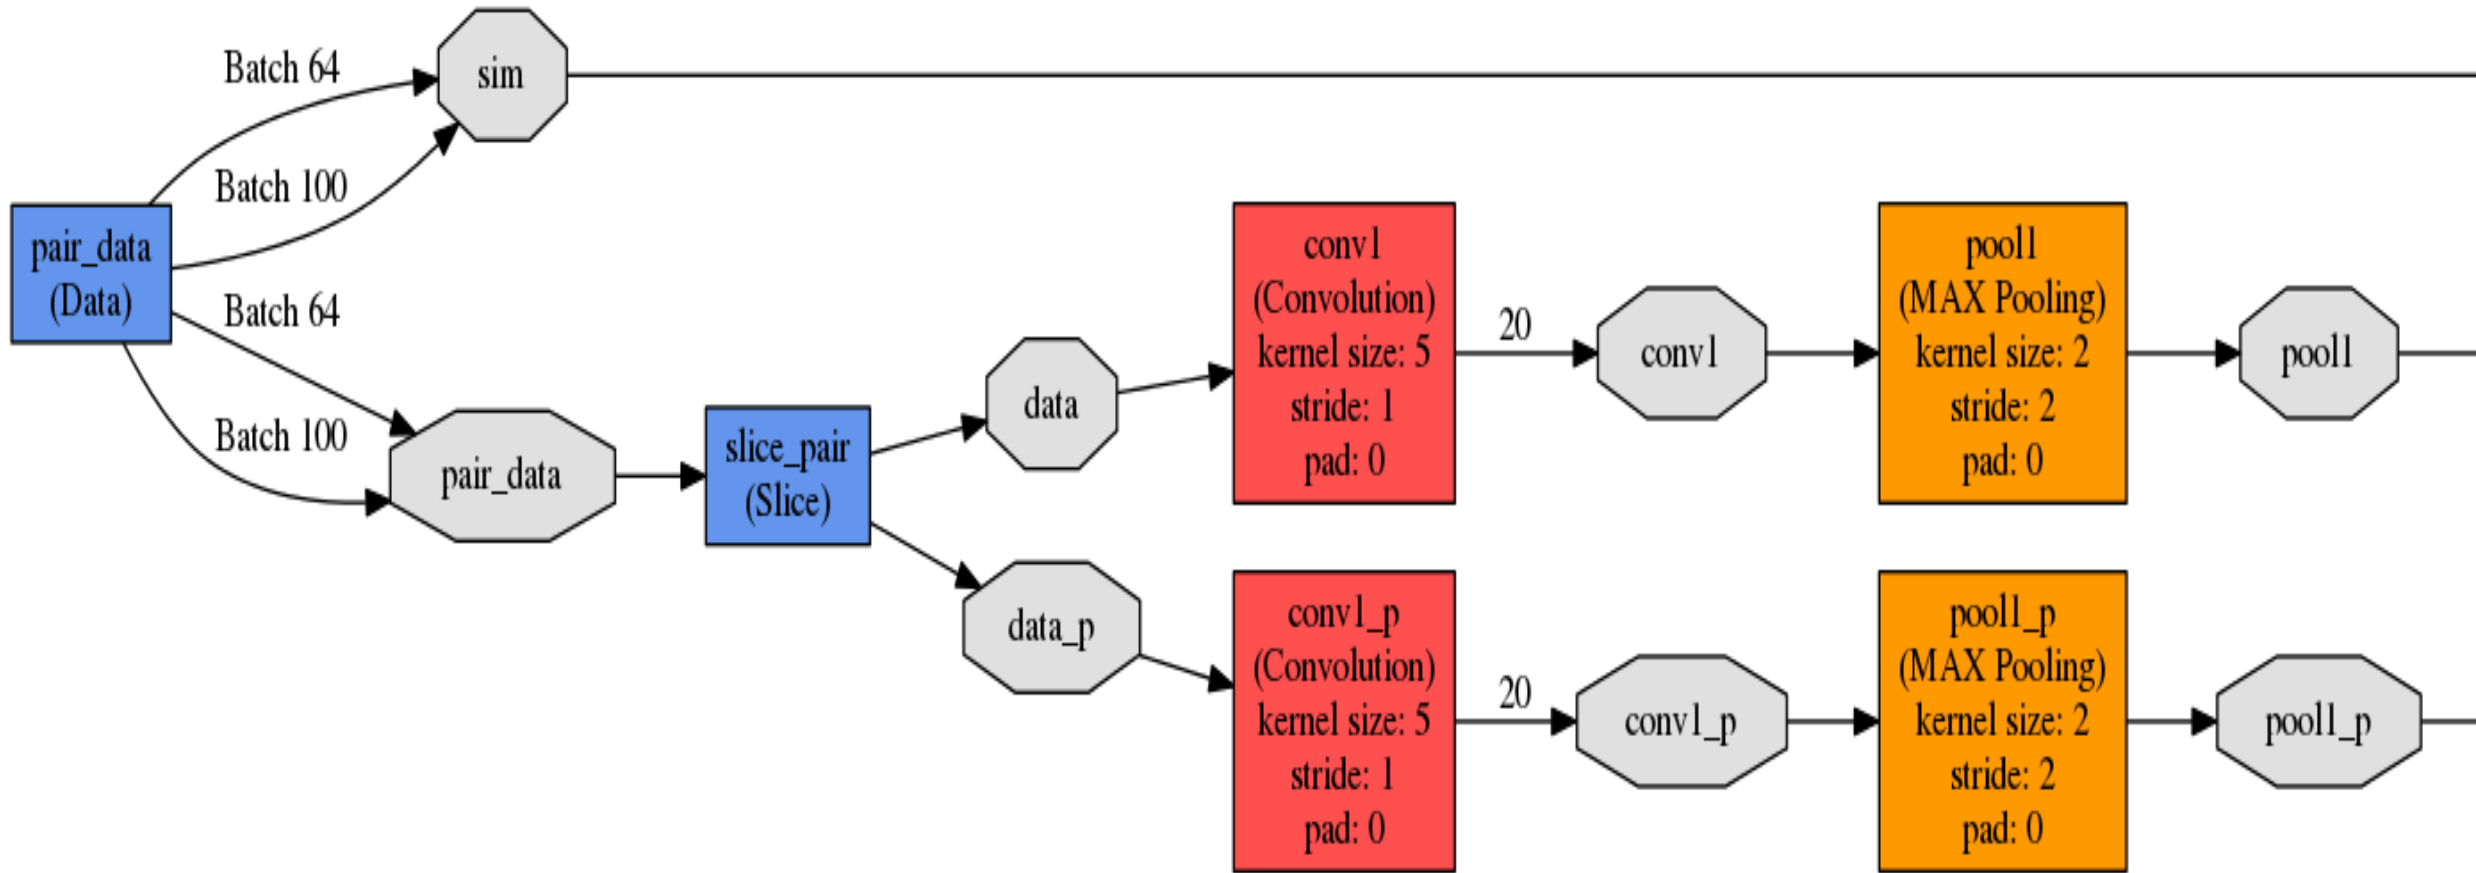 Batch 64
sim
Batch 100
pair_data
(Data)
Batch 64
Batch 100
pair_data
slice_pair
(Slice)
data
data_p
conv1
(Convolution)
kernel size: 5
stride: 1
pad: 0
20
conv1
pool1
(MAX Pooling)
kernel size: 2
stride: 2
pad: 0
pool1
conv1_p
(Convolution)
kernel size: 5
stride: 1
pad: 0
20
conv1_p
pool1_p
(MAX Pooling)
kernel size: 2
stride: 2
pad: 0
pool1_p